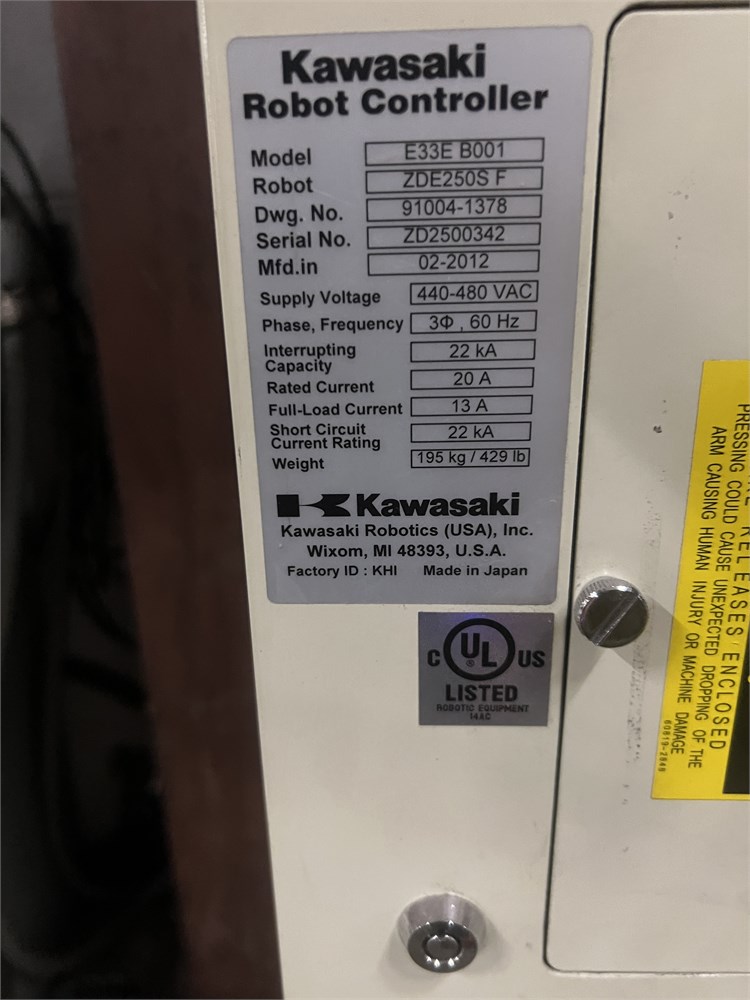 Kawasaki
Robot Controller
Model E33E B001
Robot ZDE250S F
Dwg. No. 91004-1378
Serial No. ZD2500342
Mfd.in 02-2012
Supply Voltage 440-480 VAC
Phase, Frequency 3Φ , 60 Hz
Interrupting
Capacity 22 kA
Rated Current 20 A
Full-Load Current 13 A
Short Circuit
Current Rating 22 kA
Weight 195 kg / 429 lb
Kawasaki
Kawasaki Robotics (USA), Inc.
Wixom, MI 48393, U.S.A.
Factory ID : KHI Made in Japan
C UL ® US
LISTED
ROBOTIC EQUIPMENT
14AC
RELEASES ENCLOSED
PRESSING COULD CAUSE UNEXPECTED DROPPING OF THE
ARM CAUSING HUMAN INJURY OR MACHINE DAMAGE
60819-2848